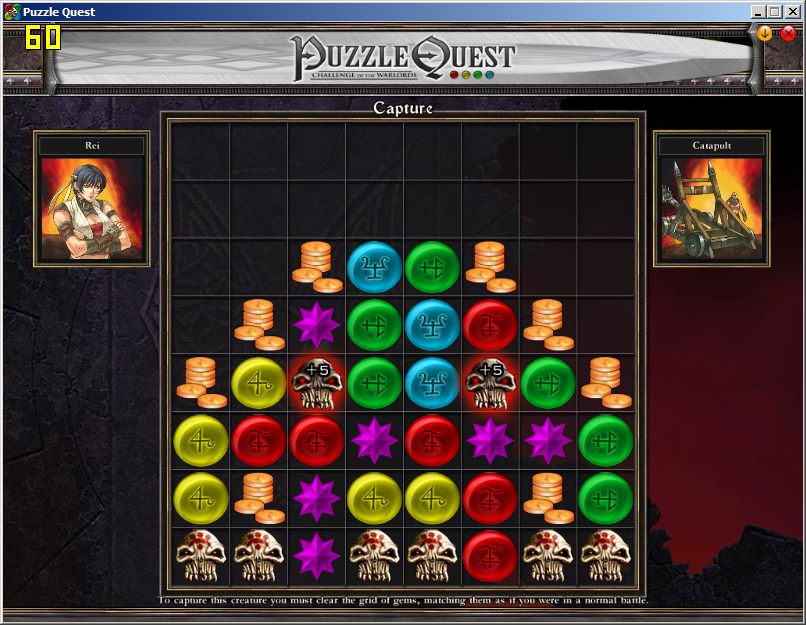 Puzzle Quest
60
PUZZLE QUEST
CHALLENGE OF THE WARLORDS
Capture
Rei
Catapult
+5
+5
To capture this creature you must clear the grid of gems, matching them as if you were in a normal battle.